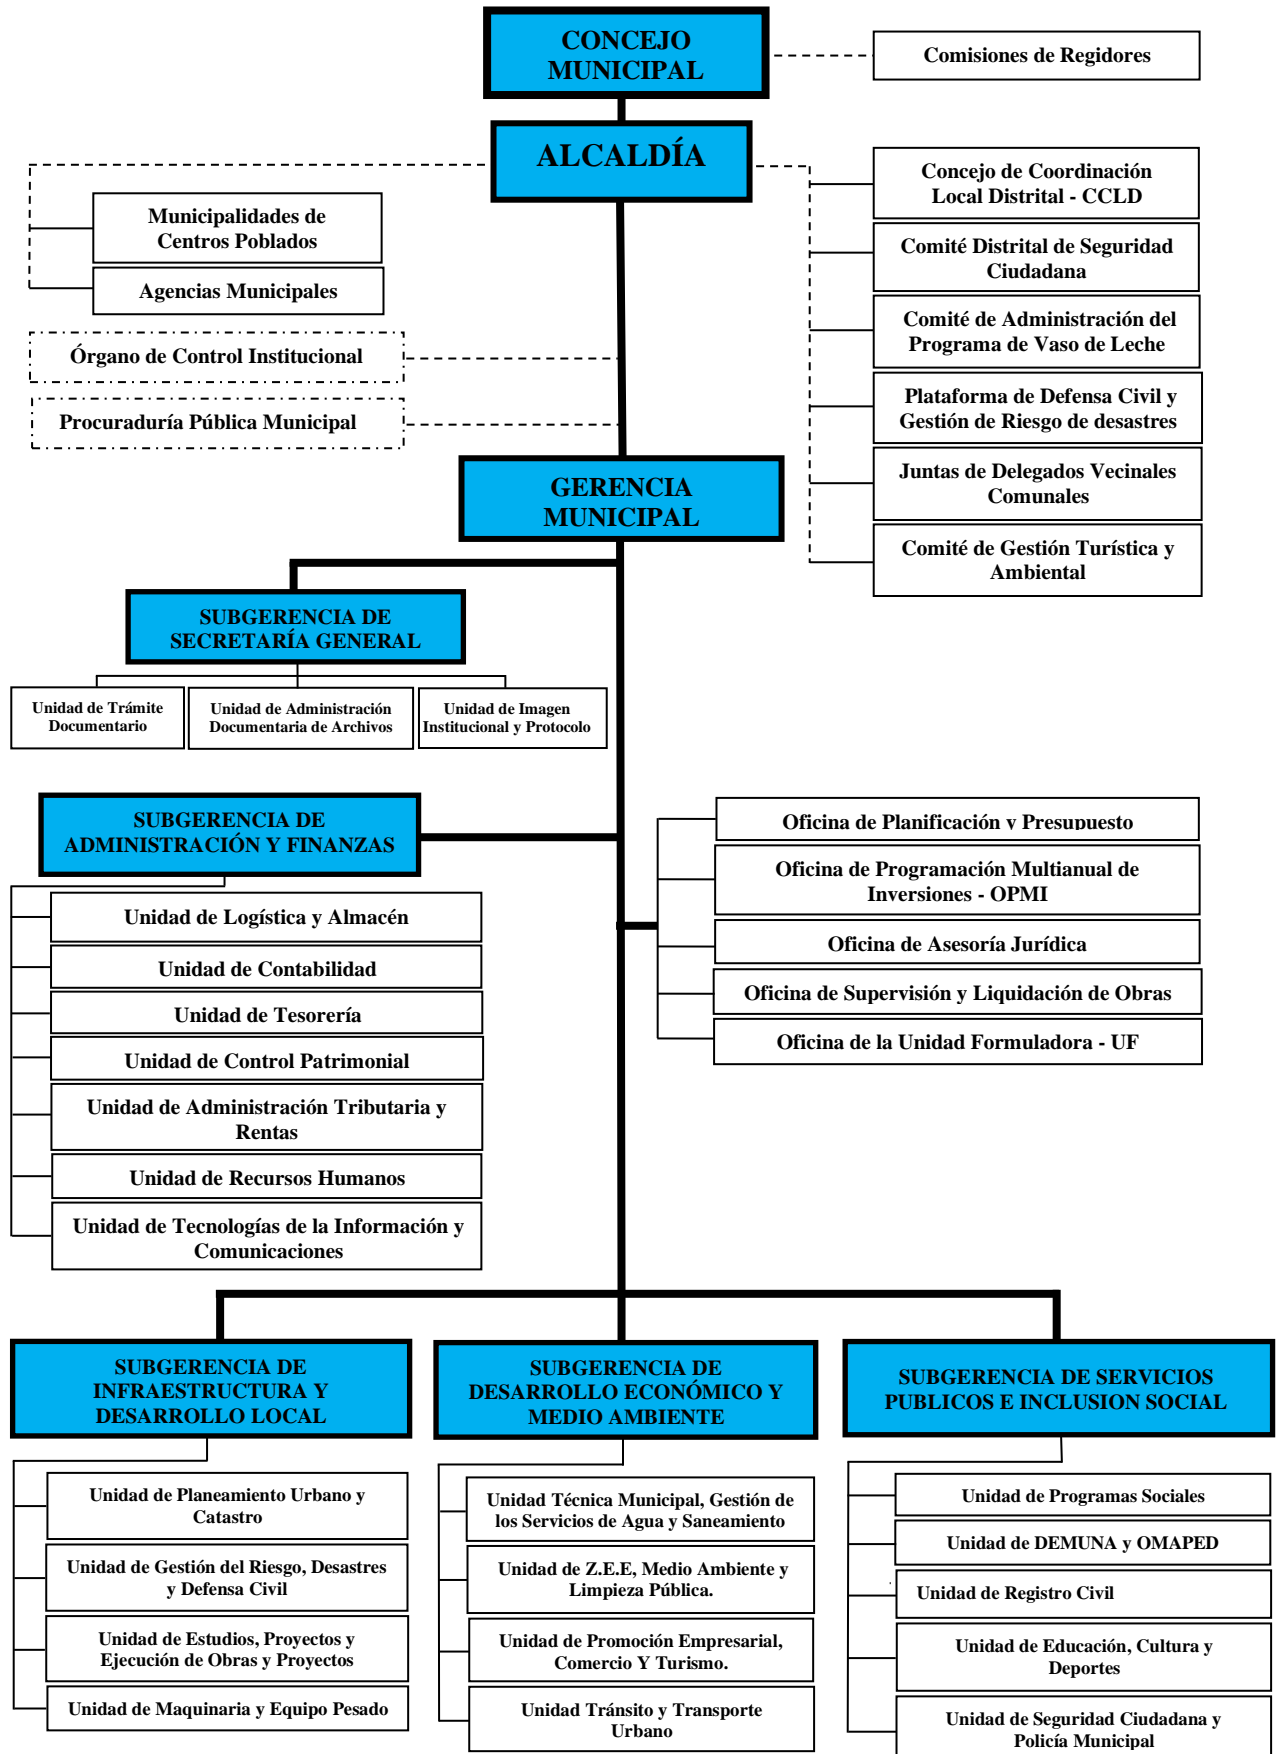 CONCEJO
MUNICIPAL
Comisiones de Regidores
ALCALDÍA
Concejo de Coordinación
Local Distrital - CCLD
Municipalidades de
Centros Poblados
Comité Distrital de Seguridad
Ciudadana
Agencias Municipales
Comité de Administración del
Programa de Vaso de Leche
Órgano de Control Institucional
Plataforma de Defensa Civil y
Gestión de Riesgo de desastres
Procuraduría Pública Municipal
Juntas de Delegados Vecinales
Comunales
GERENCIA
MUNICIPAL
Comité de Gestión Turística y
Ambiental
SUBGERENCIA DE
SECRETARÍA GENERAL
Unidad de Trámite
Documentario
Unidad de Administración
Documentaria de Archivos
Unidad de Imagen
Institucional y Protocolo
SUBGERENCIA DE
ADMINISTRACIÓN Y FINANZAS
Unidad de Logística y Almacén
Unidad de Contabilidad
Unidad de Tesorería
Unidad de Control Patrimonial
Unidad de Administración Tributaria y
Rentas
Unidad de Recursos Humanos
Unidad de Tecnologías de la Información y
Comunicaciones
Oficina de Planificación y Presupuesto
Oficina de Programación Multianual de
Inversiones - OPMI
Oficina de Asesoría Jurídica
Oficina de Supervisión y Liquidación de Obras
Oficina de la Unidad Formuladora - UF
SUBGERENCIA DE
INFRAESTRUCTURA Y
DESARROLLO LOCAL
Unidad de Planeamiento Urbano y
Catastro
Unidad de Gestión del Riesgo, Desastres
y Defensa Civil
Unidad de Estudios, Proyectos y
Ejecución de Obras y Proyectos
Unidad de Maquinaria y Equipo Pesado
SUBGERENCIA DE
DESARROLLO ECONÓMICO Y
MEDIO AMBIENTE
Unidad Técnica Municipal, Gestión de
los Servicios de Agua y Saneamiento
Unidad de Z.E.E, Medio Ambiente y
Limpieza Pública.
Unidad de Promoción Empresarial,
Comercio Y Turismo.
Unidad Tránsito y Transporte
Urbano
SUBGERENCIA DE SERVICIOS
PUBLICOS E INCLUSION SOCIAL
Unidad de Programas Sociales
Unidad de DEMUNA y OMAPED
Unidad de Registro Civil
Unidad de Educación, Cultura y
Deportes
Unidad de Seguridad Ciudadana y
Policía Municipal